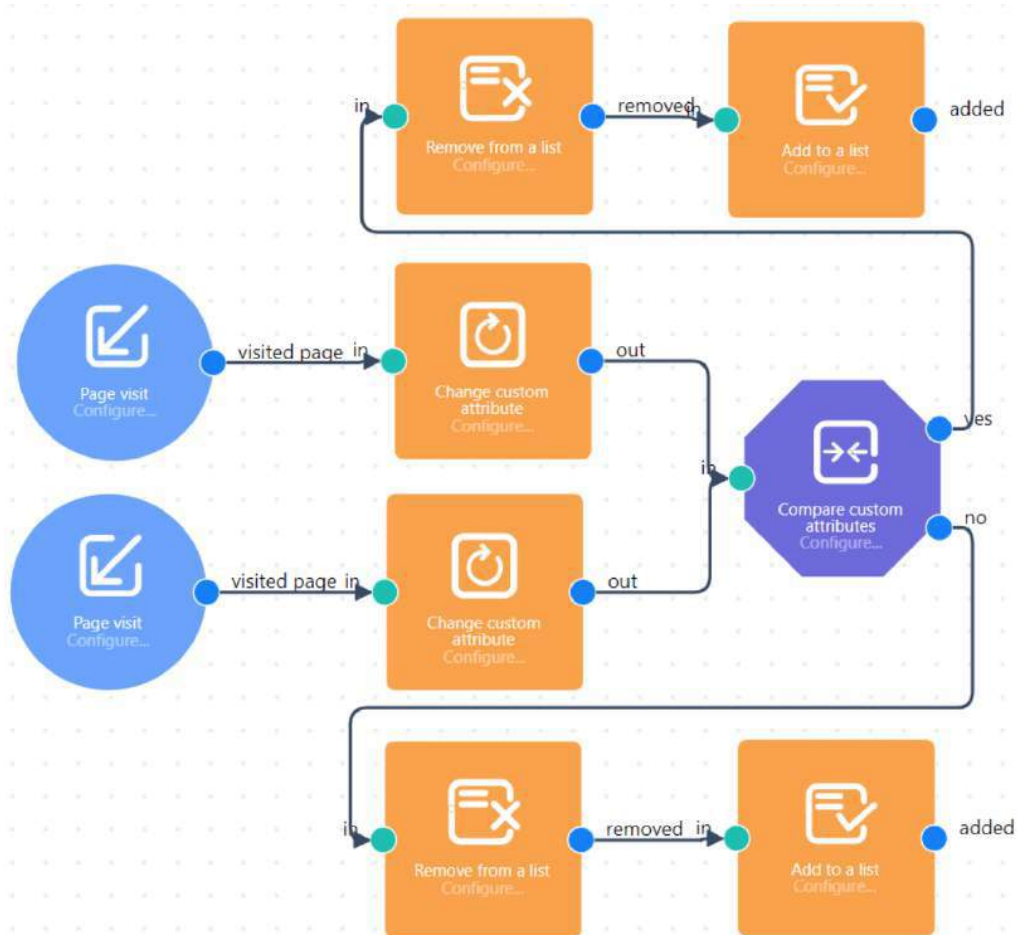 in
removed
in
added
Remove from a list
Configure...
Add to a list
Configure...
visited page
in
out
Page visit
Configure...
Change custom
attribute
Configure...
yes
in
Compare custom
attributes
Configure...
no
visited page
in
out
Page visit
Configure...
Change custom
attribute
Configure...
in
removed
in
added
Remove from a list
Configure...
Add to a list
Configure...